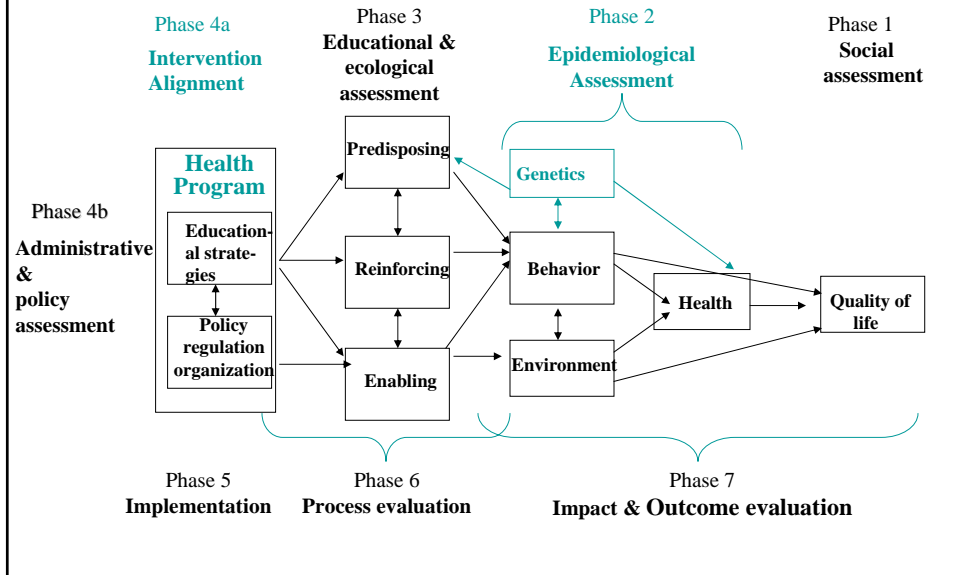 Phase 4a
Intervention
Alignment
Phase 3
Educational &
ecological
assessment
Phase 2
Epidemiological
Assessment
Phase 1
Social
assessment
Phase 4b
Administrative
&
policy
assessment
Health
Program
Education-
al strate-
gies
Policy
regulation
organization
Predisposing
Reinforcing
Enabling
Genetics
Behavior
Environment
Health
Quality of
life
Phase 5
Implementation
Phase 6
Process evaluation
Phase 7
Impact & Outcome evaluation